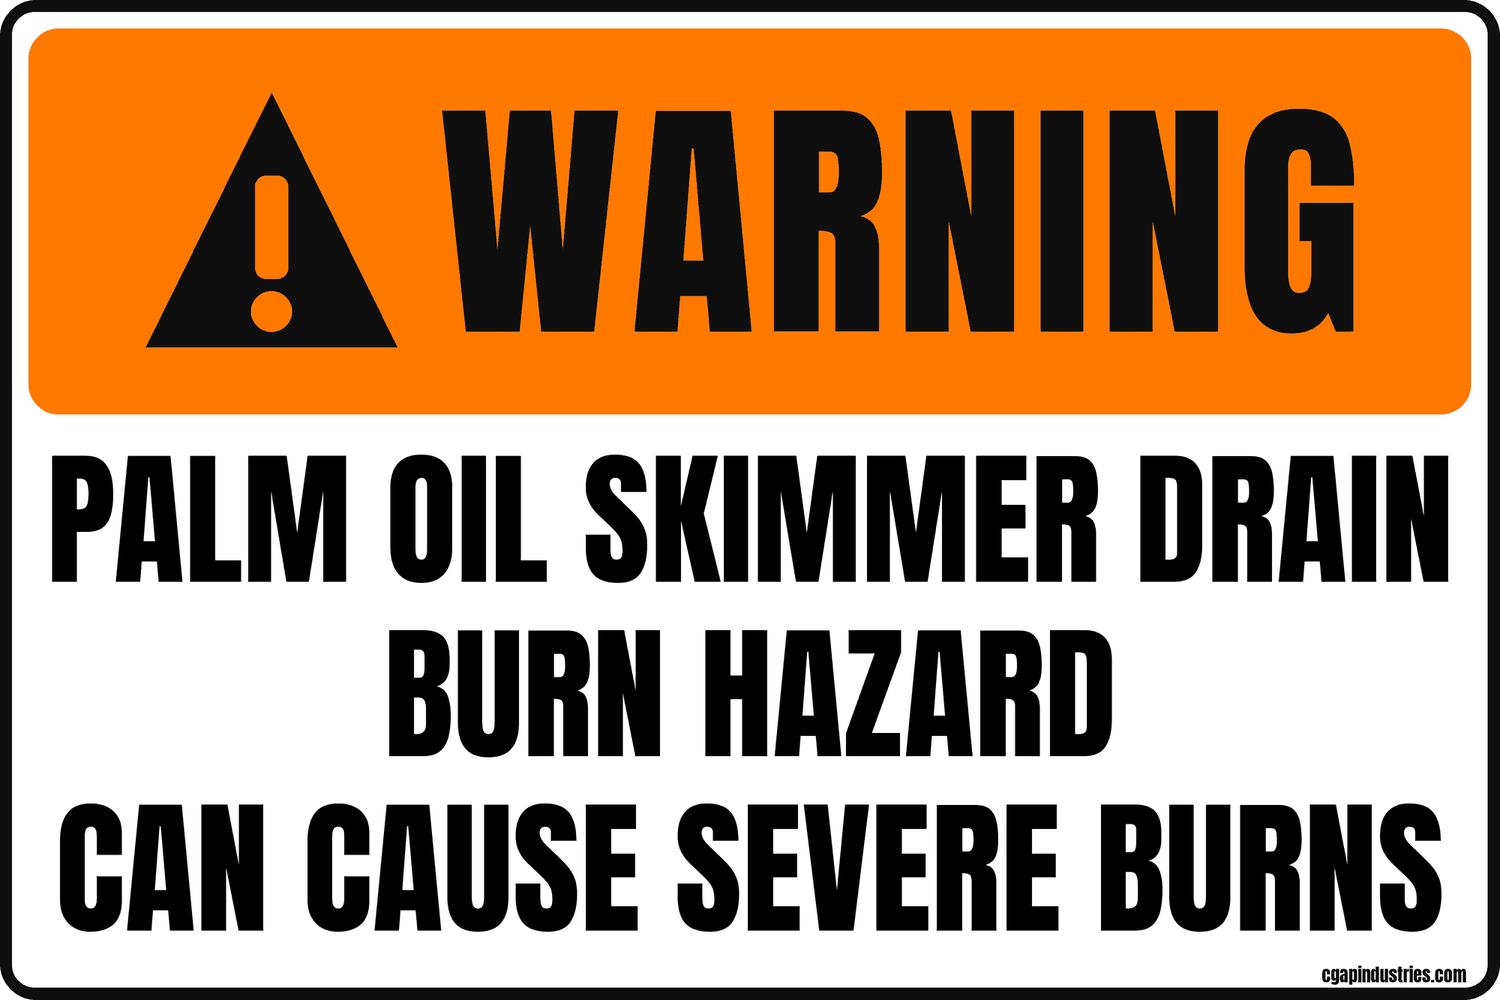 WARNING
PALM OIL SKIMMER DRAIN
BURN HAZARD
CAN CAUSE SEVERE BURNS
cgapindustries.com